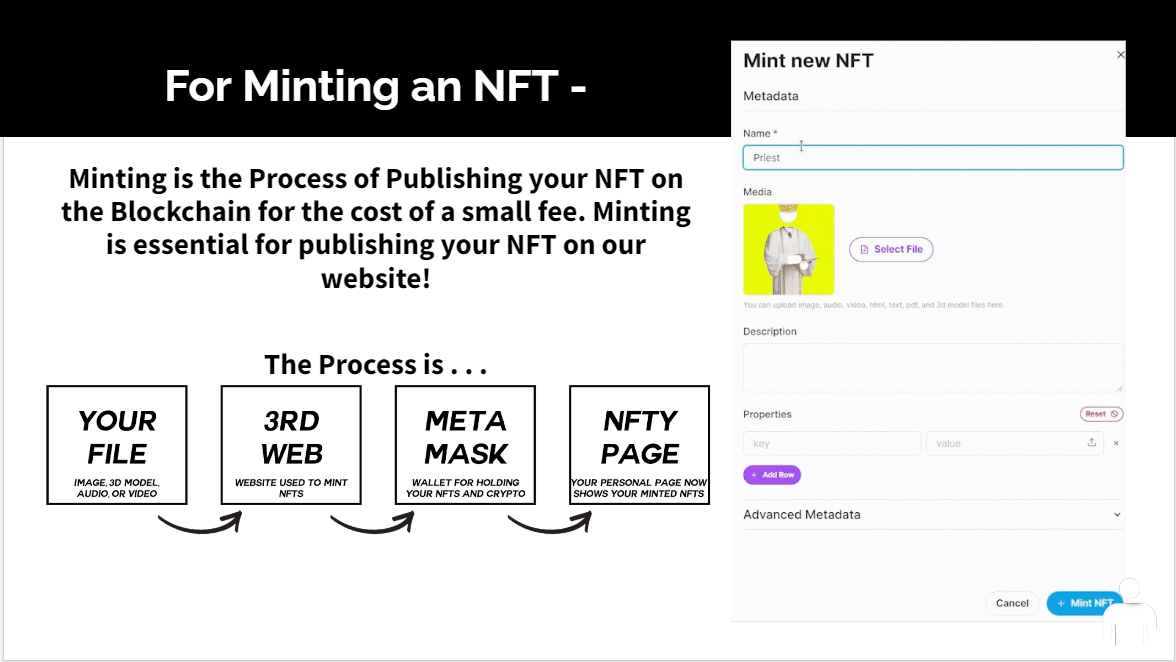 For Minting an NFT -
Minting is the Process of Publishing your NFT on
the Blockchain for the cost of a small fee. Minting
is essential for publishing your NFT on our
website!
The Process is . . .
YOUR
FILE
IMAGE, 3D MODEL,
AUDIO, OR VIDEO
3RD
WEB
WEBSITE USED TO MINT
NFTS
META
MASK
WALLET FOR HOLDING
YOUR NFTS AND CRYPTO
NFTY
PAGE
YOUR PERSONAL PAGE NOW
SHOWS YOUR MINTED NFTS
Mint new NFT
Metadata
Name *
Priest
Media
Select File
You can upload image, audio, video, html, text, pdf, and 3d model files here.
Description
Properties
Reset
key
value
+ Add Row
Advanced Metadata
Cancel
+ Mint NFT